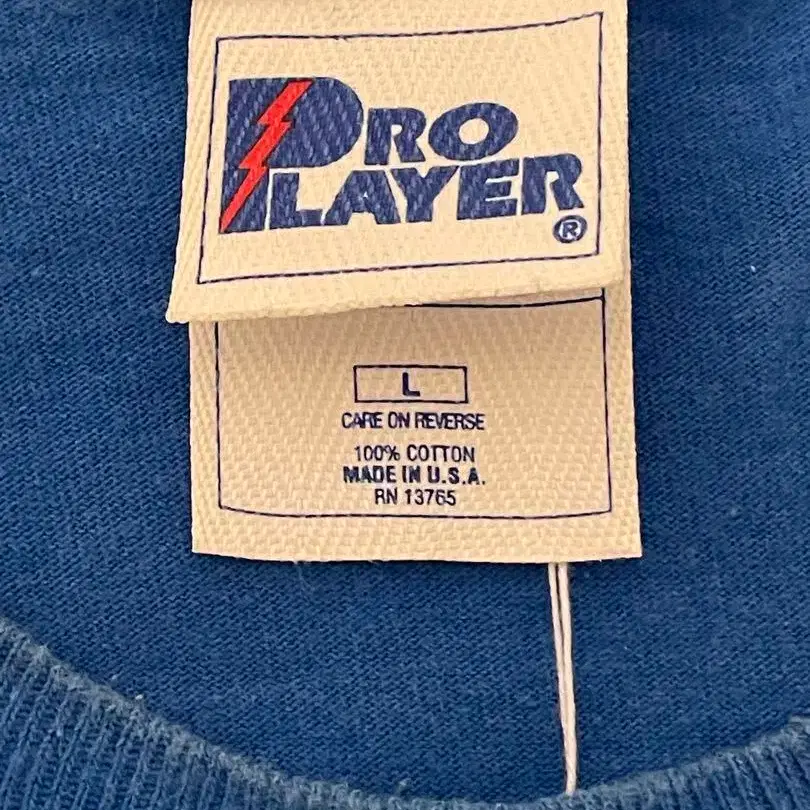 PRO
PLAYER®
L
CARE ON REVERSE
100% COTTON
MADE IN U.S.A.
RN 13765